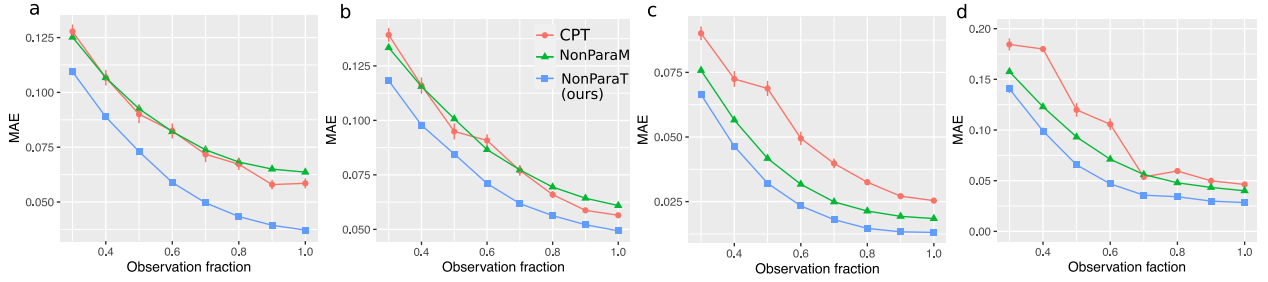 a
0.125
0.100
0.075
0.050
MAE
0.4 0.6 0.8 1.0
Observation fraction
b
0.125
0.100
0.075
0.050
MAE
CPT
NonParaM
NonParaT
(ours)
0.4 0.6 0.8 1.0
Observation fraction
c
0.075
0.050
0.025
MAE
0.4 0.6 0.8 1.0
Observation fraction
d
0.20
0.15
0.10
0.05
0.00
MAE
0.4 0.6 0.8 1.0
Observation faction